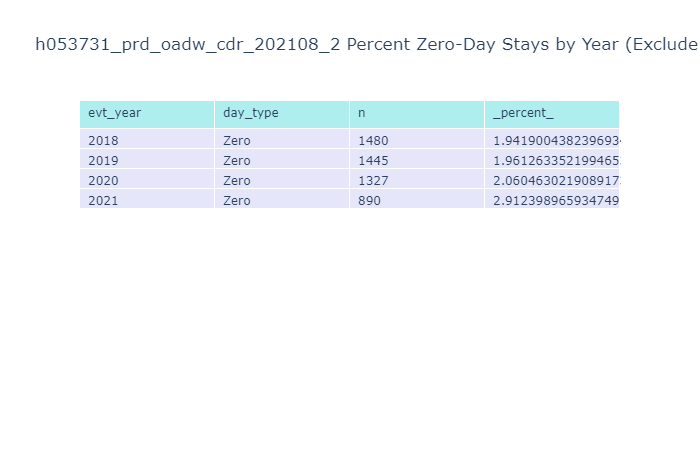 h053731_prd_oadw_cdr_202108_2 Percent Zero-Day Stays by Year (Exclude
evt_year day_type n _percent_
2018 Zero 1480 1.941900438239693
2019 Zero 1445 1.961263352199465
2020 Zero 1327 2.060463021908917
2021 Zero 890 2.912398965934749